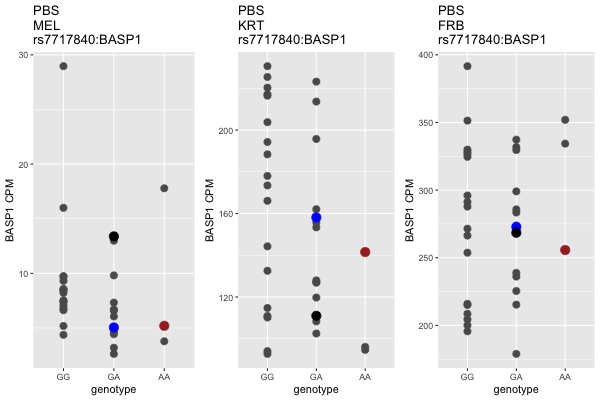 PBS
MEL
rs7717840:BASP1
30
20
10
BASP1 CPM
GG
GA
AA
genotype
PBS
KRT
rs7717840:BASP1
200
160
120
BASP1 CPM
GG
GA
AA
genotype
PBS
FRB
rs7717840:BASP1
400
350
300
250
200
BASP1 CPM
GG
GA
AA
genotype